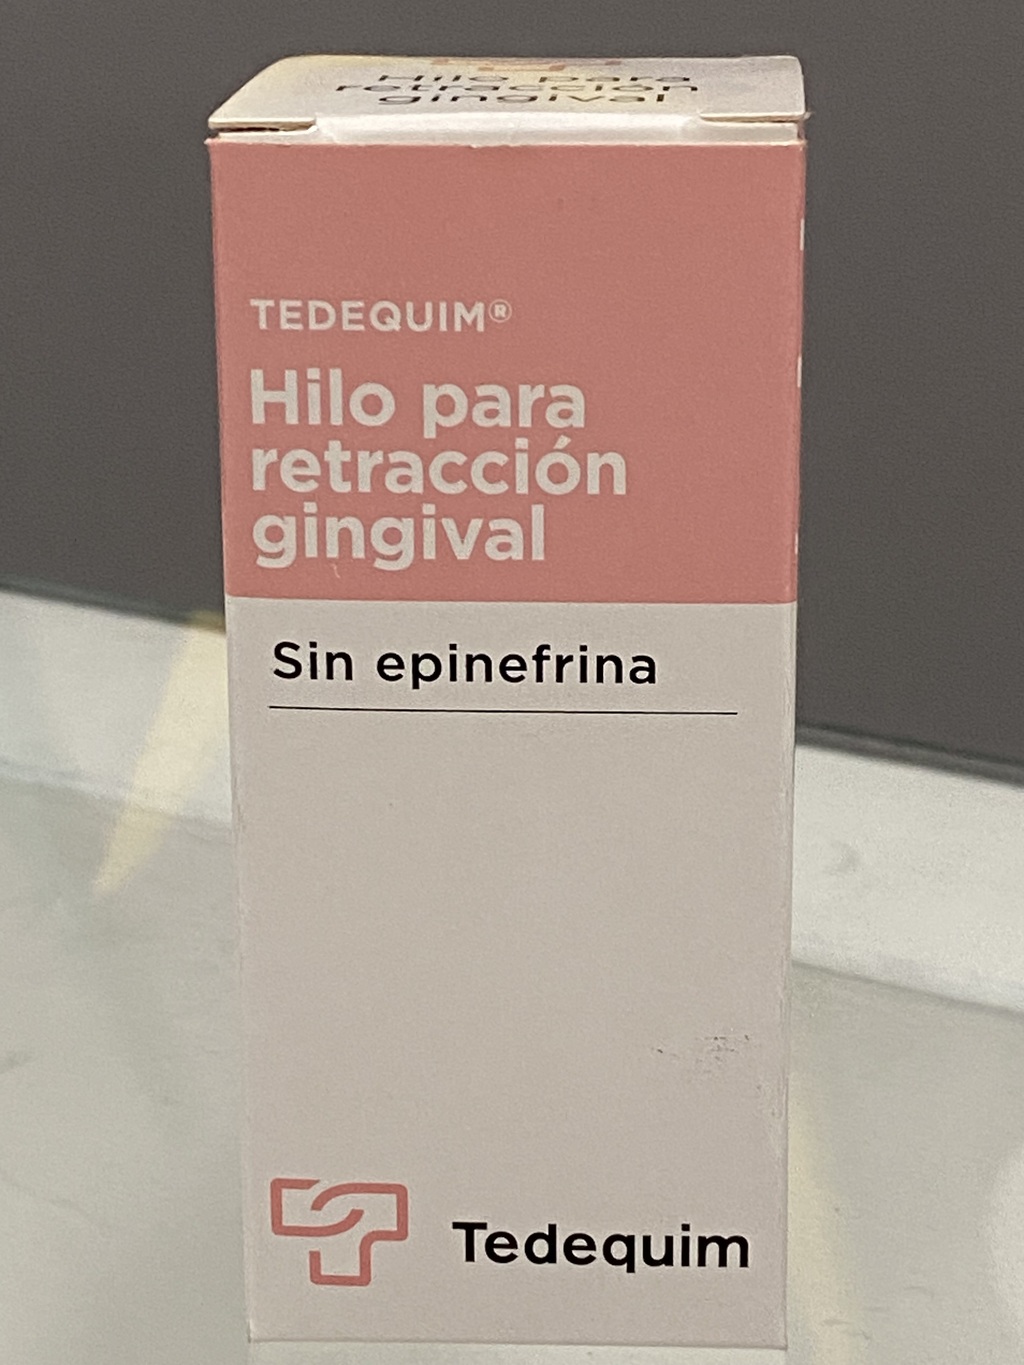 Hilo para
retracción
gingival
TEDEQUIM®
Hilo para
retracción
gingival
Sin epinefrina
Tedequim